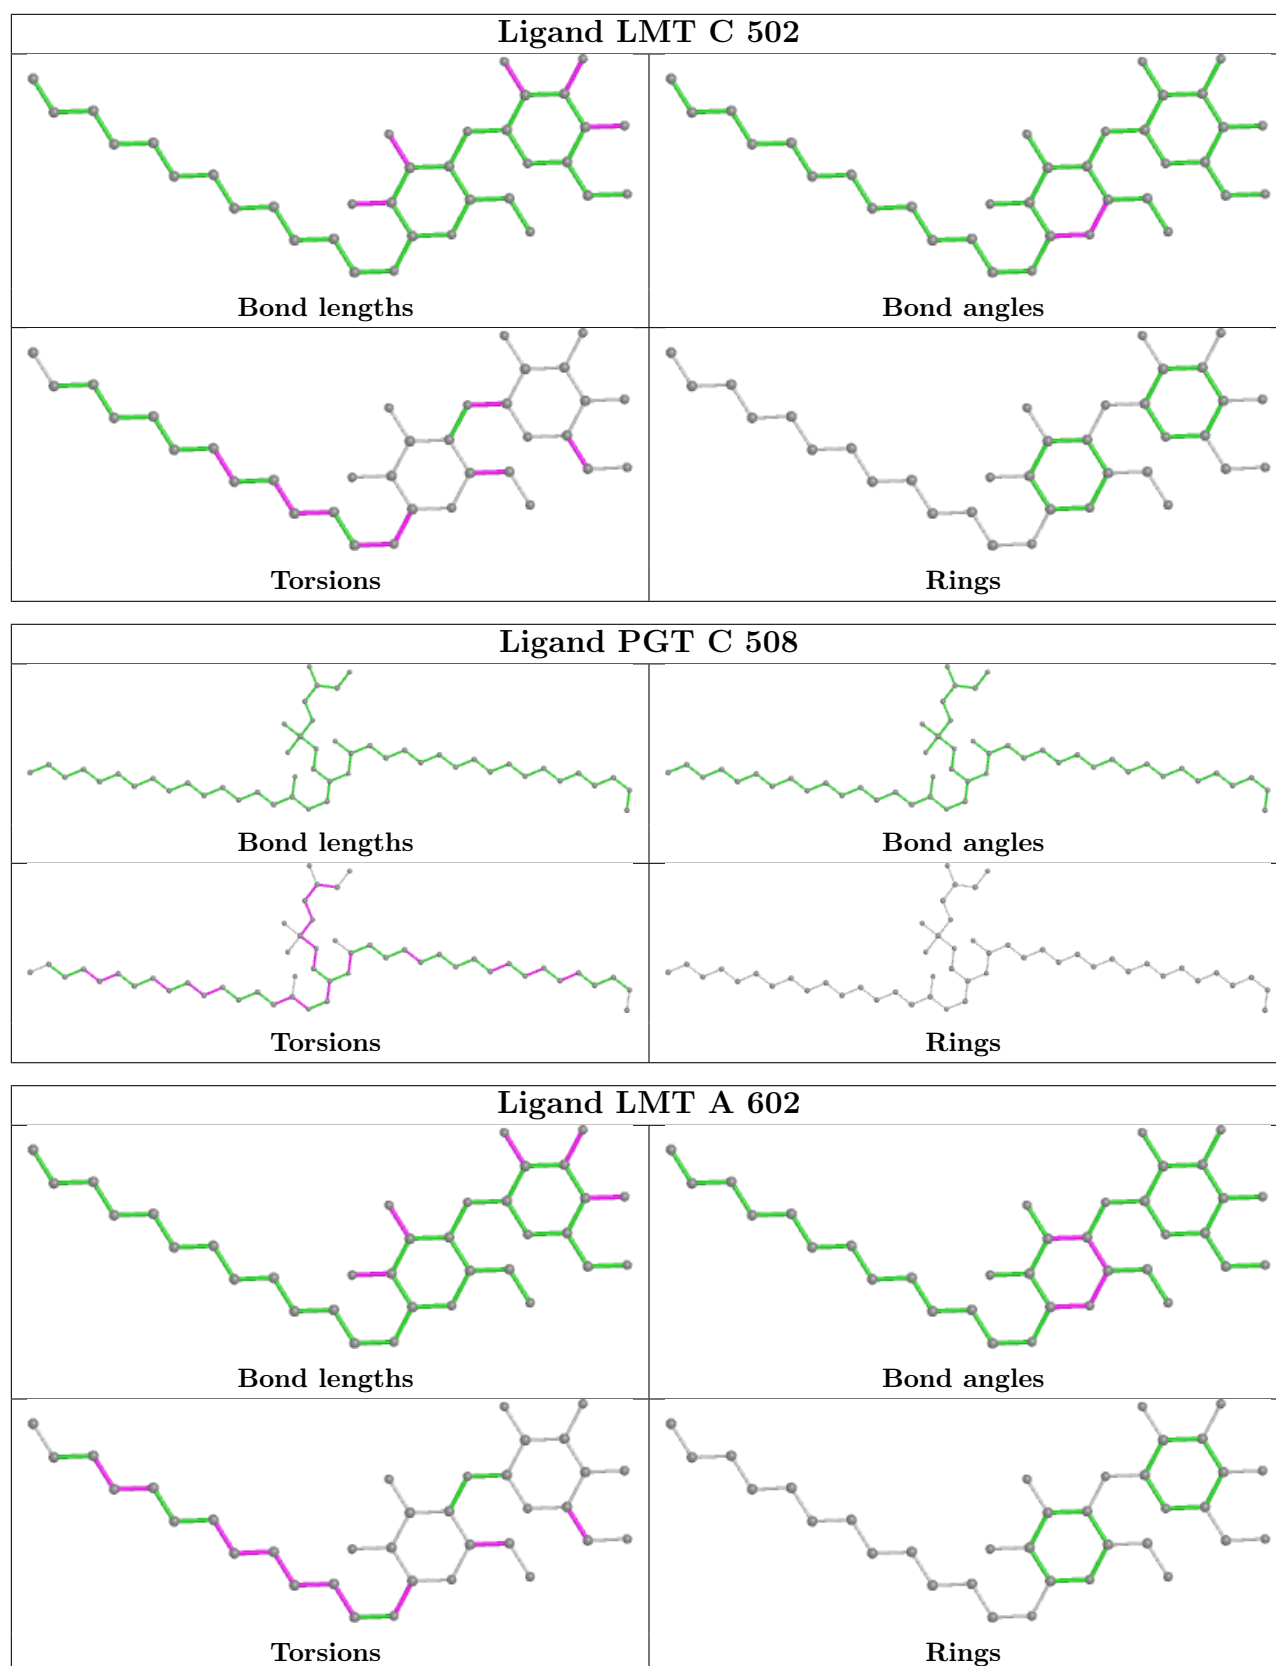 Ligand LMT C 502
Bond lengths
Bond angles
Torsions
Rings
Ligand PGT C 508
Bond lengths
Bond angles
Torsions
Rings
Ligand LMT A 602
Bond lengths
Bond angles
Torsions
Rings